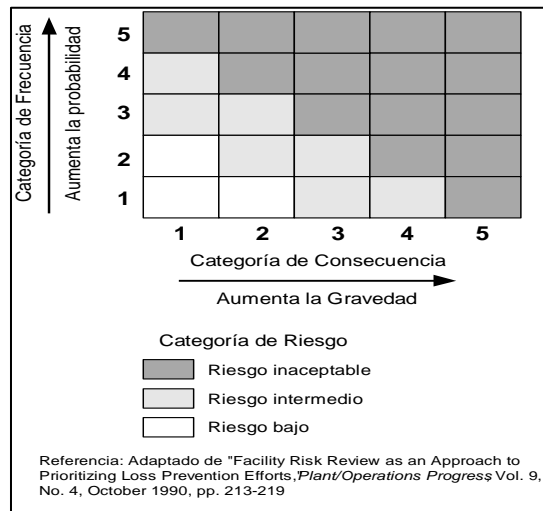 Categoría de Frecuencia
Aumenta la probabilidad
5
4
3
2
1
1 2 3 4 5
Categoría de Consecuencia
Aumenta la Gravedad
Categoría de Riesgo
Riesgo inaceptable
Riesgo intermedio
Riesgo bajo
Referencia: Adaptado de "Facility Risk Review as an Approach to
Prioritizing Loss Prevention Efforts," Plant/Operations Progress, Vol. 9,
No. 4, October 1990, pp. 213-219